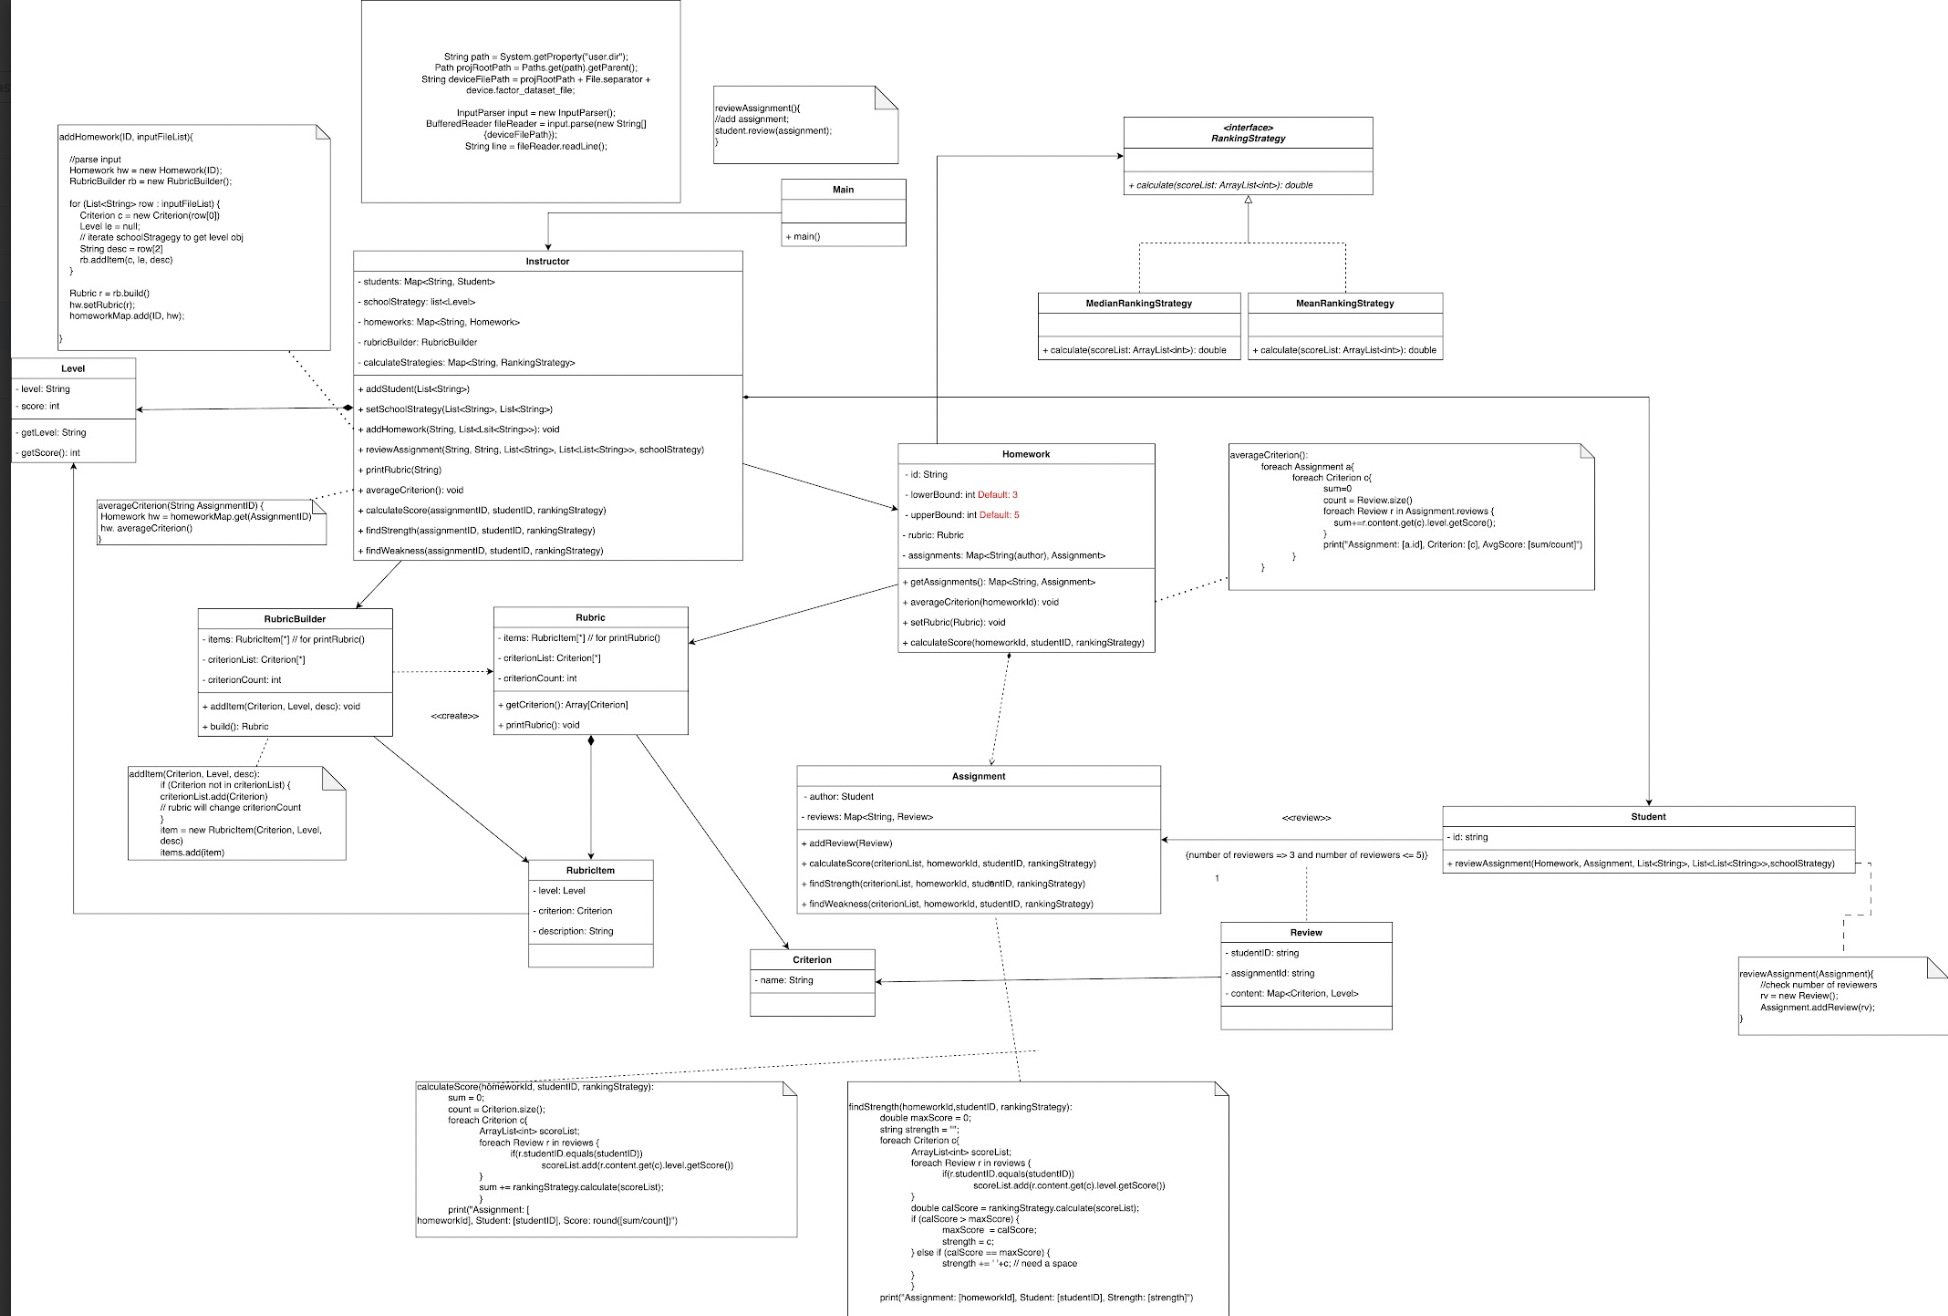 String path = System.getProperty("user.dir");
Path projRootPath = Paths.get(path).getParent();
String deviceFilePath = projRootPath + File.separator +
device.factor_dataset_file;
InputParser input = new InputParser();
BufferedReader fileReader = input.parse(new String[]
{deviceFilePath});
String line = fileReader.readLine();
reviewAssignment(){
//add assignment;
student.review(assignment);
}
addHomework(ID, inputFileList){
//parse input
Homework hw = new Homework(ID);
RubricBuilder rb = new RubricBuilder();
for (List<String> row : inputFileList) {
Criterion c = new Criterion(row[0])
Level le = null;
// iterate schoolStragegy to get level obj
String desc = row[2]
rb.addItem(c, le, desc)
}
Rubric r = rb.build()
hw.setRubric(r);
homeworkMap.add(ID, hw);
}
Main
+ main()
<interface>
RankingStrategy
+ calculate(scoreList: ArrayList<int>): double
MedianRankingStrategy
+ calculate(scoreList: ArrayList<int>): double
MeanRankingStrategy
+ calculate(scoreList: ArrayList<int>): double
Instructor
- students: Map<String, Student>
- schoolStrategy: list<Level>
- homeworks: Map<String, Homework>
- rubricBuilder: RubricBuilder
- calculateStrategies: Map<String, RankingStrategy>
+ addStudent(List<String>)
+ setSchoolStrategy(List<String>, List<String>)
+ addHomework(String, List<Lsit<String>>): void
+ reviewAssignment(String, String, List<String>, List<List<String>>, schoolStrategy)
+ printRubric(String)
+ averageCriterion(): void
+ calculateScore(assignmentID, studentID, rankingStrategy)
+ findStrength(assignmentID, studentID, rankingStrategy)
+ findWeakness(assignmentID, studentID, rankingStrategy)
Level
- level: String
- score: int
- getLevel: String
- getScore(): int
averageCriterion(String AssignmentID) {
Homework hw = homeworkMap.get(AssignmentID)
hw. averageCriterion()
}
Homework
- id: String
- lowerBound: int Default: 3
- upperBound: int Default: 5
- rubric: Rubric
- assignments: Map<String(author), Assignment>
+ getAssignments(): Map<String, Assignment>
+ averageCriterion(homeworkId): void
+ setRubric(Rubric): void
+ calculateScore(homeworkId, studentID, rankingStrategy)
averageCriterion():
foreach Assignment a{
foreach Criterion c{
sum=0
count = Review.size()
foreach Review r in Assignment.reviews {
sum+=r.content.get(c).level.getScore();
}
print("Assignment: [a.id], Criterion: [c], AvgScore: [sum/count]")
}
}
RubricBuilder
- items: RubricItem[*] // for printRubric()
- criterionList: Criterion[*]
- criterionCount: int
+ addItem(Criterion, Level, desc): void
+ build(): Rubric
<<create>>
Rubric
- items: RubricItem[*] // for printRubric()
- criterionList: Criterion[*]
- criterionCount: int
+ getCriterion(): Array[Criterion]
+ printRubric(): void
addItem(Criterion, Level, desc):
if (Criterion not in criterionList) {
criterionList.add(Criterion)
// rubric will change criterionCount
}
item = new RubricItem(Criterion, Level,
desc)
items.add(item)
RubricItem
- level: Level
- criterion: Criterion
- description: String
Assignment
- author: Student
- reviews: Map<String, Review>
+ addReview(Review)
+ calculateScore(criterionList, homeworkId, studentID, rankingStrategy)
+ findStrength(criterionList, homeworkId, studentID, rankingStrategy)
+ findWeakness(criterionList, homeworkId, studentID, rankingStrategy)
<<review>>
{number of reviewers => 3 and number of reviewers <= 5)}
1
Student
- id: string
+ reviewAssignment(Homework, Assignment, List<String>, List<List<String>>,schoolStrategy)
Criterion
- name: String
Review
- studentID: string
- assignmentId: string
- content: Map<Criterion, Level>
reviewAssignment(Assignment){
//check number of reviewers
rv = new Review();
Assignment.addReview(rv);
}
calculateScore(homeworkId, studentID, rankingStrategy):
sum = 0;
count = Criterion.size();
foreach Criterion c{
ArrayList<int> scoreList;
foreach Review r in reviews {
if(r.studentID.equals(studentID))
scoreList.add(r.content.get(c).level.getScore())
}
sum += rankingStrategy.calculate(scoreList);
}
print("Assignment: [
homeworkId], Student: [studentID], Score: round([sum/count])")
findStrength(homeworkId,studentID, rankingStrategy):
double maxScore = 0;
string strength = "";
foreach Criterion c{
ArrayList<int> scoreList;
foreach Review r in reviews {
if(r.studentID.equals(studentID))
scoreList.add(r.content.get(c).level.getScore())
}
double calScore = rankingStrategy.calculate(scoreList);
if (calScore > maxScore) {
maxScore = calScore;
strength = c;
} else if (calScore == maxScore) {
strength += ' '+c; // need a space
}
}
print("Assignment: [homeworkId], Student: [studentID], Strength: [strength]")